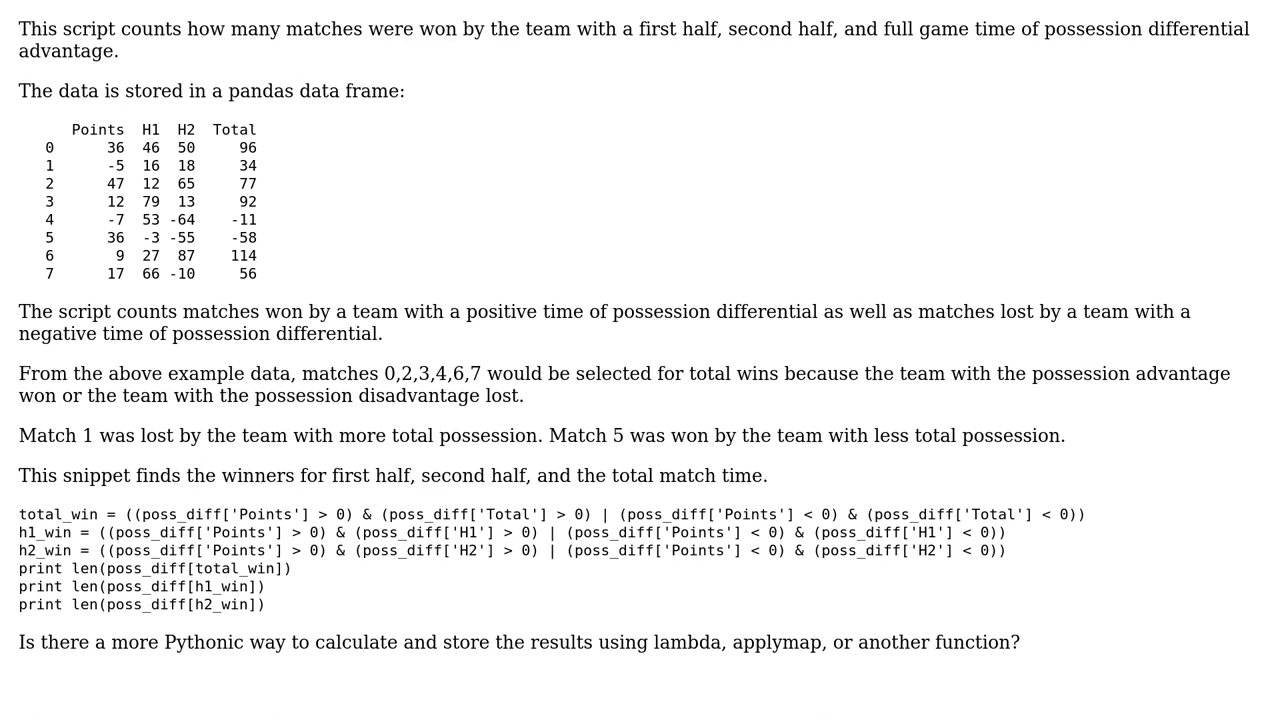 This script counts how many matches were won by the team with a first half, second half, and full game time of possession differential
advantage.
The data is stored in a pandas data frame:
      Points  H1  H2  Total
   0      36  46  50     96
   1      -5  16  18     34
   2      47  12  65     77
   3      12  79  13     92
   4      -7  53 -64    -11
   5      36  -3 -55    -58
   6       9  27  87    114
   7      17  66 -10     56
The script counts matches won by a team with a positive time of possession differential as well as matches lost by a team with a
negative time of possession differential.
From the above example data, matches 0,2,3,4,6,7 would be selected for total wins because the team with the possession advantage
won or the team with the possession disadvantage lost.
Match 1 was lost by the team with more total possession. Match 5 was won by the team with less total possession.
This snippet finds the winners for first half, second half, and the total match time.
total_win = ((poss_diff['Points'] > 0) & (poss_diff['Total'] > 0) | (poss_diff['Points'] < 0) & (poss_diff['Total'] < 0))
h1_win = ((poss_diff['Points'] > 0) & (poss_diff['H1'] > 0) | (poss_diff['Points'] < 0) & (poss_diff['H1'] < 0))
h2_win = ((poss_diff['Points'] > 0) & (poss_diff['H2'] > 0) | (poss_diff['Points'] < 0) & (poss_diff['H2'] < 0))
print len(poss_diff[total_win])
print len(poss_diff[h1_win])
print len(poss_diff[h2_win])
Is there a more Pythonic way to calculate and store the results using lambda, applymap, or another function?